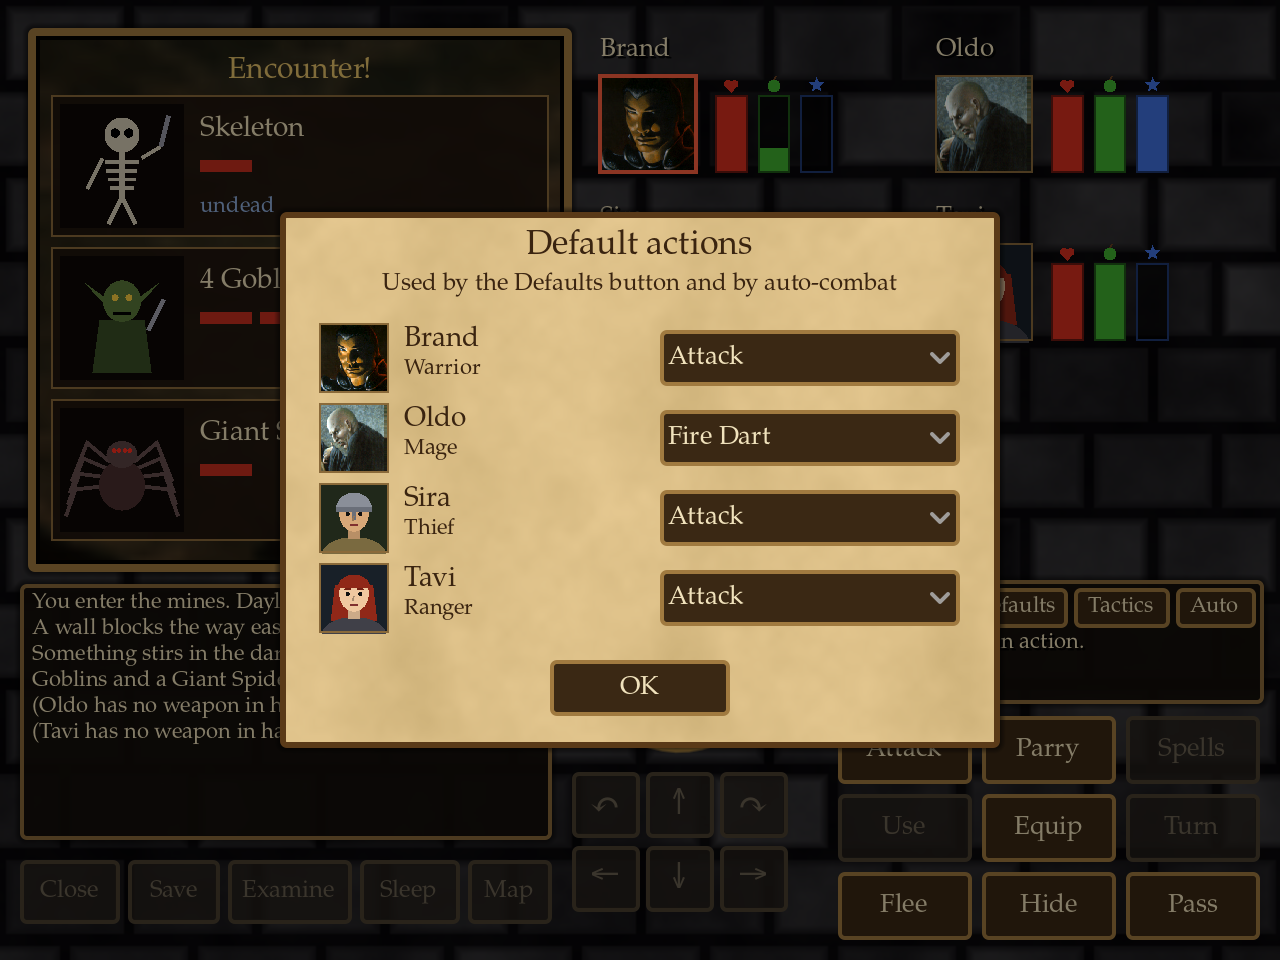 Encounter!
Skeleton
undead
4 Gobl
Giant
Brand
Oldo
Default actions
Used by the Defaults button and by auto-combat
Brand
Warrior
Attack
Oldo
Mage
Fire Dart
Sira
Thief
Attack
Tavi
Ranger
Attack
OK
You enter the mines. Dayl
A wall blocks the way eas
Something stirs in the dar
Goblins and a Giant Spid
(Oldo has no weapon in h
(Tavi has no weapon in ha
faults Tactics Auto
n action.
Attack Parry Spells
Use Equip Turn
Flee Hide Pass
Close Save Examine Sleep Map